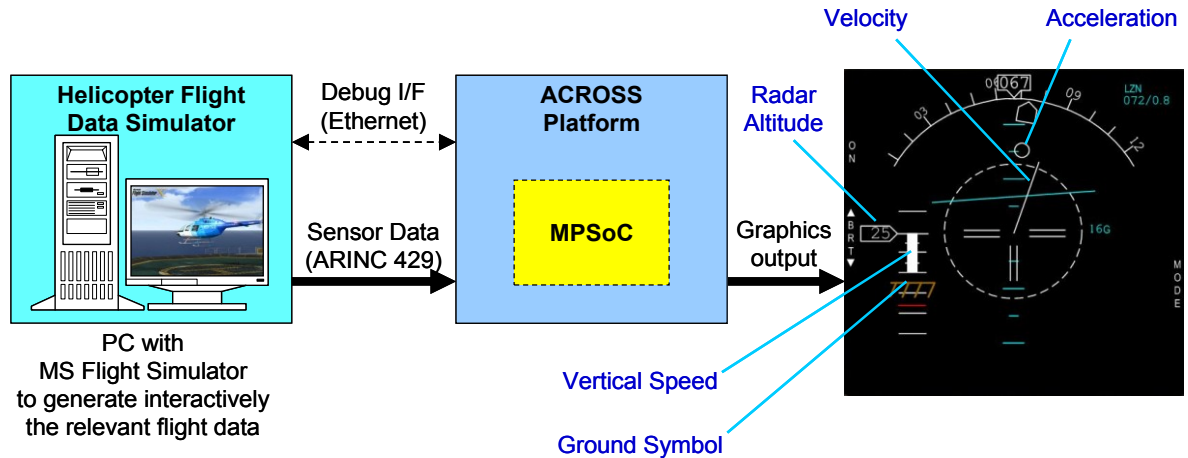 Velocity
Acceleration
Helicopter Flight
Data Simulator
Debug I/F
(Ethernet)
ACROSS
Platform
Radar
Altitude
067
03
09
12
LZN
072/0.8
ON
Flight Simulator
Sensor Data
(ARINC 429)
MPSoC
Graphics
output
BRT
25
16G
MODE
PC with
MS Flight Simulator
to generate interactively
the relevant flight data
Vertical Speed
Ground Symbol